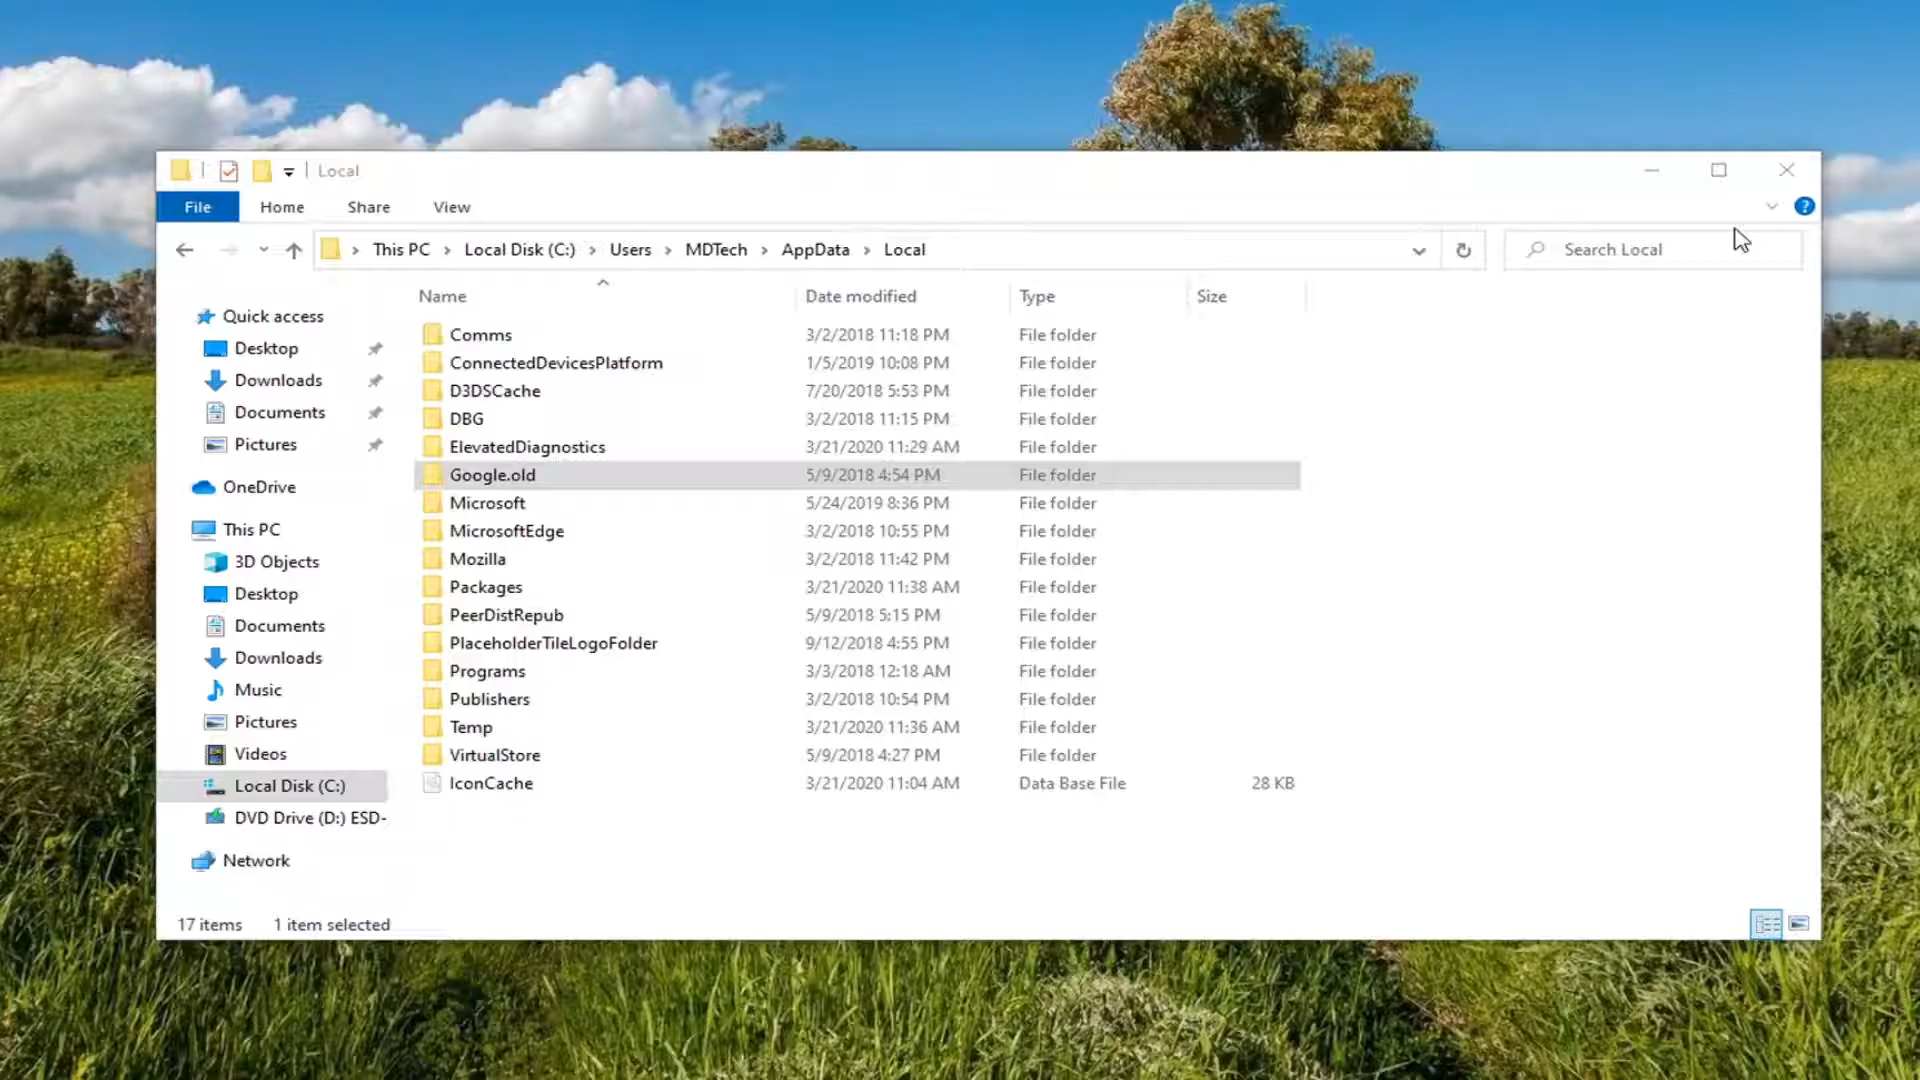 Local
File Home Share View
This PC Local Disk (C:) Users MDTech AppData Local
Search Local
Name Date modified Type Size
Quick access
Desktop
Downloads
Documents
Pictures
OneDrive
This PC
3D Objects
Desktop
Documents
Downloads
Music
Pictures
Videos
Local Disk (C:)
DVD Drive (D:) ESD-
Network
Comms 3/2/2018 11:18 PM File folder
ConnectedDevicesPlatform 1/5/2019 10:08 PM File folder
D3DSCache 7/20/2018 5:53 PM File folder
DBG 3/2/2018 11:15 PM File folder
ElevatedDiagnostics 3/21/2020 11:29 AM File folder
Google.old 5/9/2018 4:54 PM File folder
Microsoft 5/24/2019 8:36 PM File folder
MicrosoftEdge 3/2/2018 10:55 PM File folder
Mozilla 3/2/2018 11:42 PM File folder
Packages 3/21/2020 11:38 AM File folder
PeerDistRepub 5/9/2018 5:15 PM File folder
PlaceholderTileLogoFolder 9/12/2018 4:55 PM File folder
Programs 3/3/2018 12:18 AM File folder
Publishers 3/2/2018 10:54 PM File folder
Temp 3/21/2020 11:36 AM File folder
VirtualStore 5/9/2018 4:27 PM File folder
IconCache 3/21/2020 11:04 AM Data Base File 28 KB
17 items 1 item selected